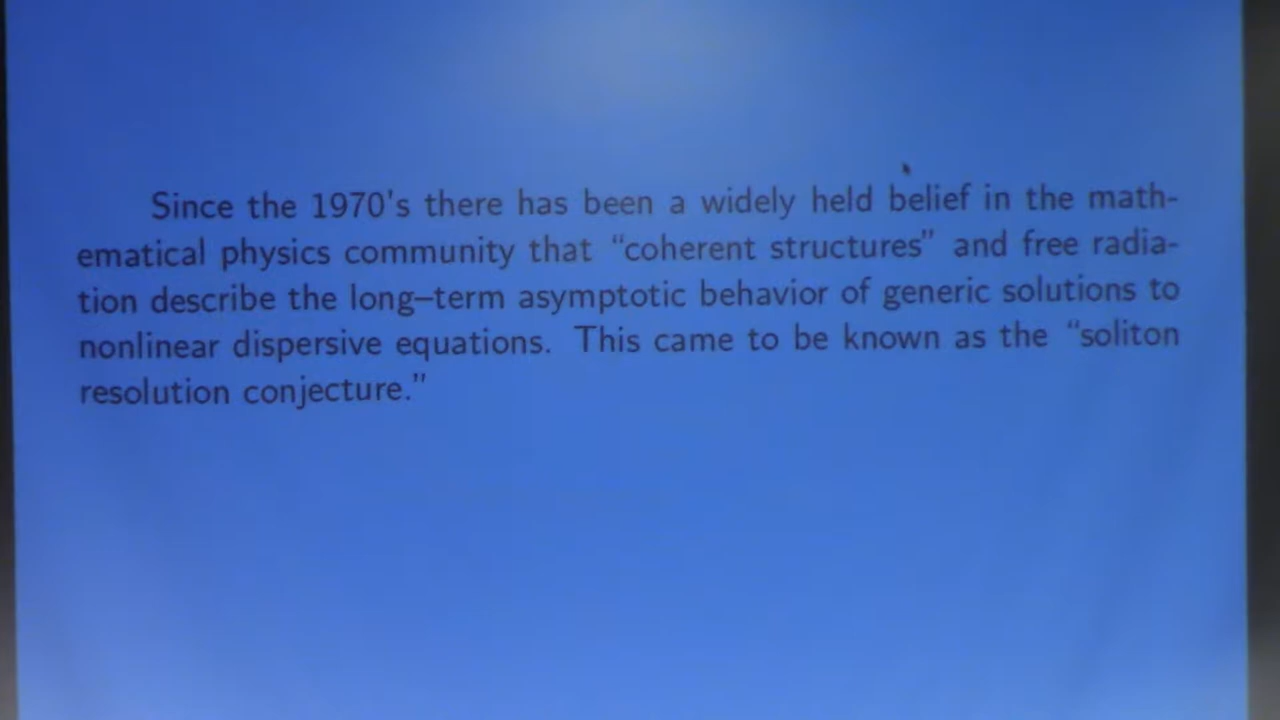 Since the 1970's there has been a widely held belief in the math-
ematical physics community that “coherent structures” and free radia-
tion describe the long–term asymptotic behavior of generic solutions to
nonlinear dispersive equations. This came to be known as the “soliton
resolution conjecture.”